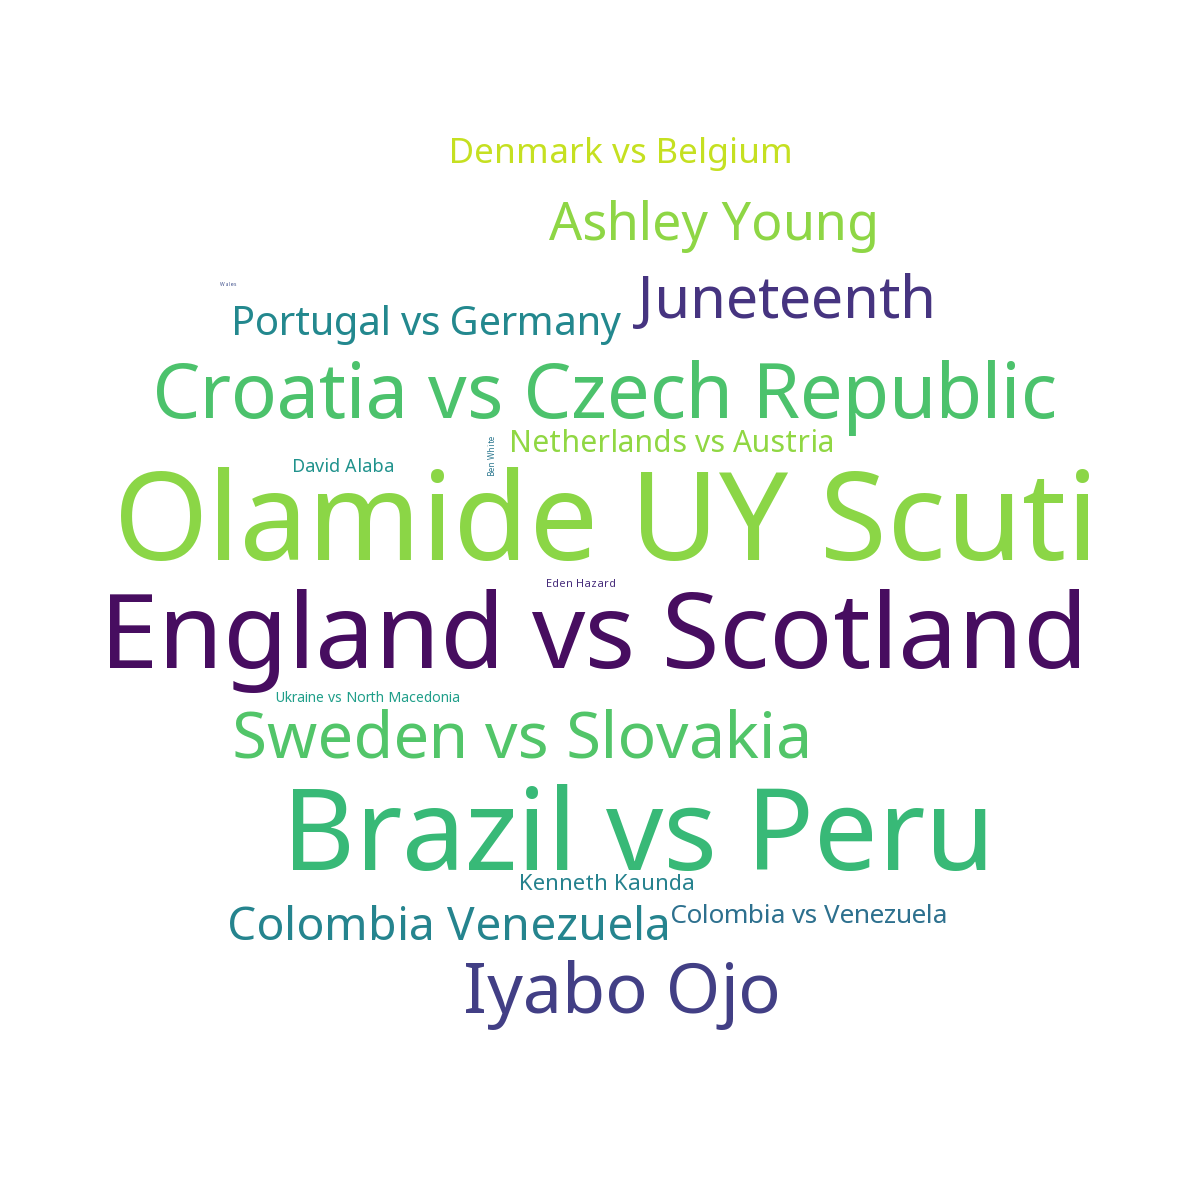 Denmark vs Belgium
Ashley Young
Juneteenth
Wales
Portugal vs Germany
Croatia vs Czech Republic
Netherlands vs Austria
Ben White
David Alaba
Olamide UY Scuti
Eden Hazard
England vs Scotland
Ukraine vs North Macedonia
Sweden vs Slovakia
Brazil vs Peru
Kenneth Kaunda
Colombia Venezuela
Colombia vs Venezuela
Iyabo Ojo